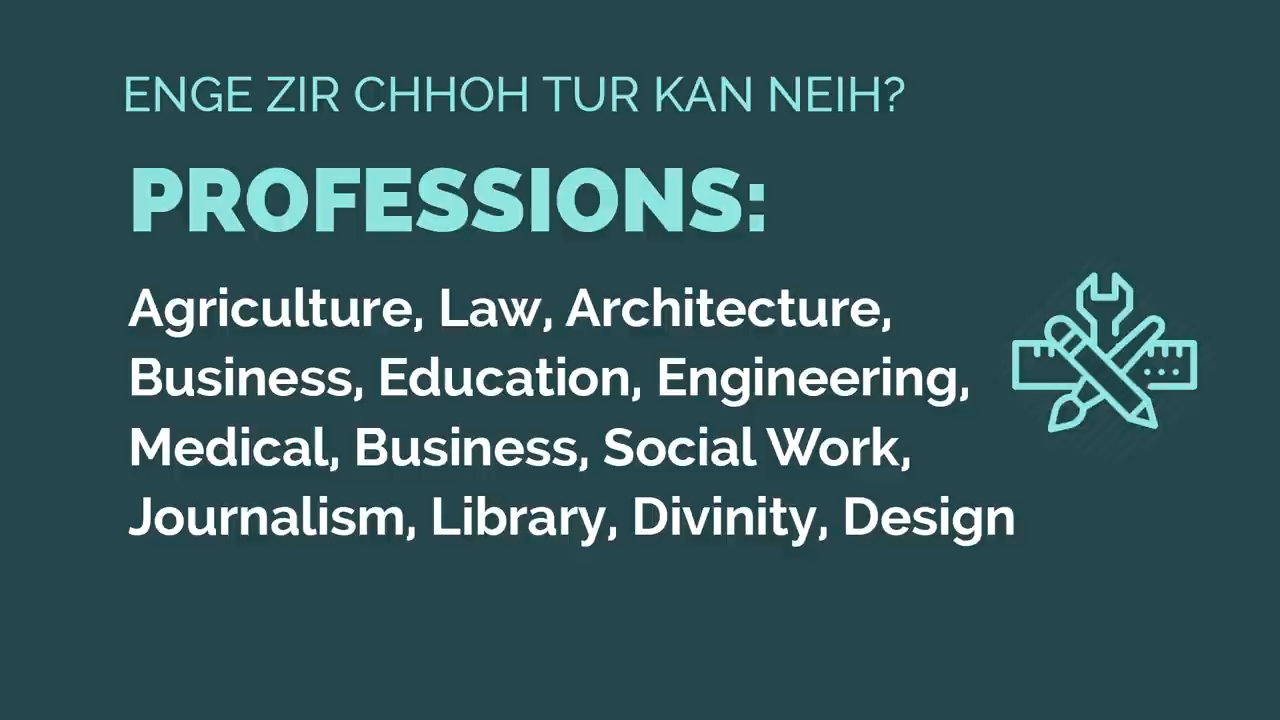 ENGE ZIR CHHOH TUR KAN NEIH?
PROFESSIONS:
Agriculture, Law, Architecture,
Business, Education, Engineering,
Medical, Business, Social Work,
Journalism, Library, Divinity, Design